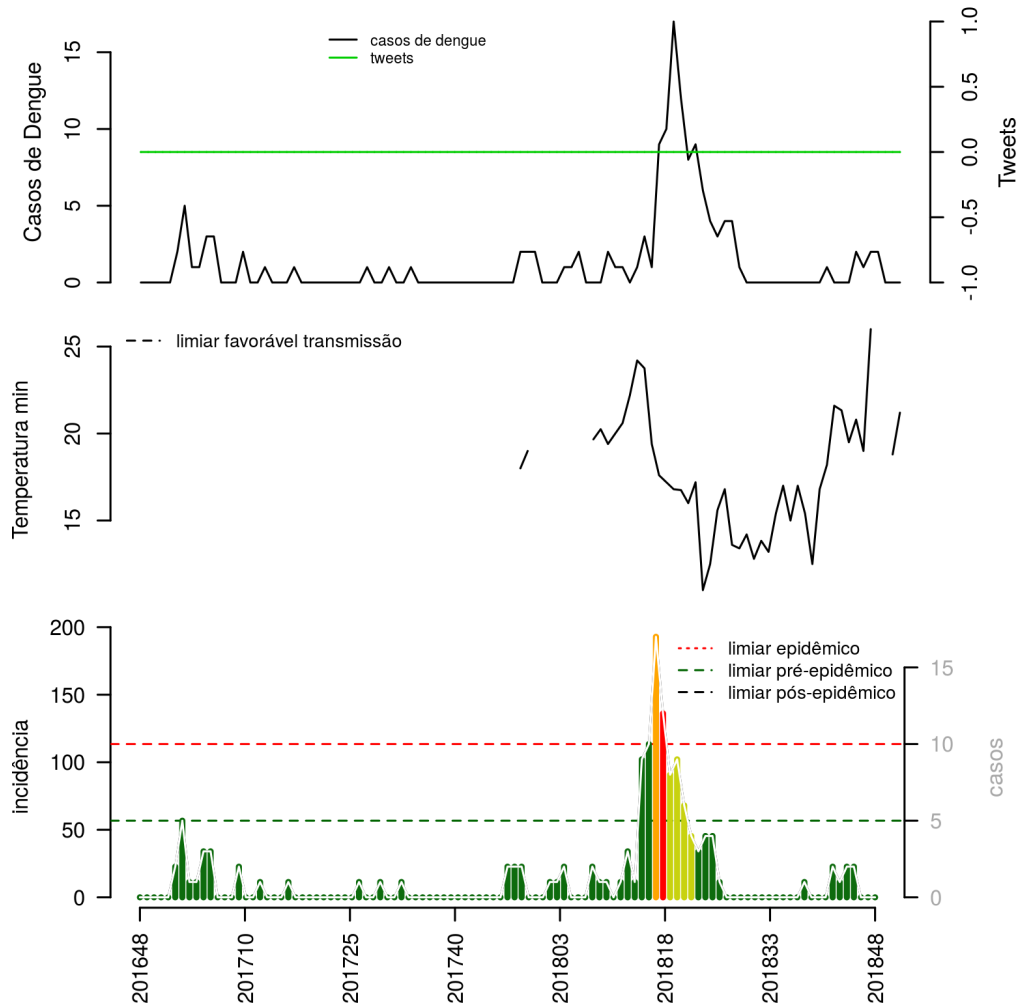 casos de dengue
tweets
Casos de Dengue
0
5
10
15
Tweets
-1.0
-0.5
0.0
0.5
1.0
limiar favorável transmissão
Temperatura min
15
20
25
limiar epidêmico
limiar pré-epidêmico
limiar pós-epidêmico
incidência
0
50
100
150
200
casos
0
5
10
15
201648
201710
201725
201740
201803
201818
201833
201848